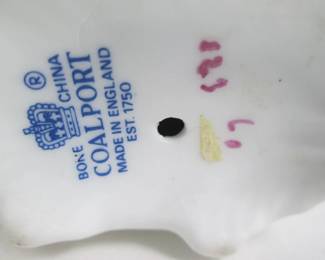 ®
BONE CHINA
COALPORT
MADE IN ENGLAND
EST. 1750